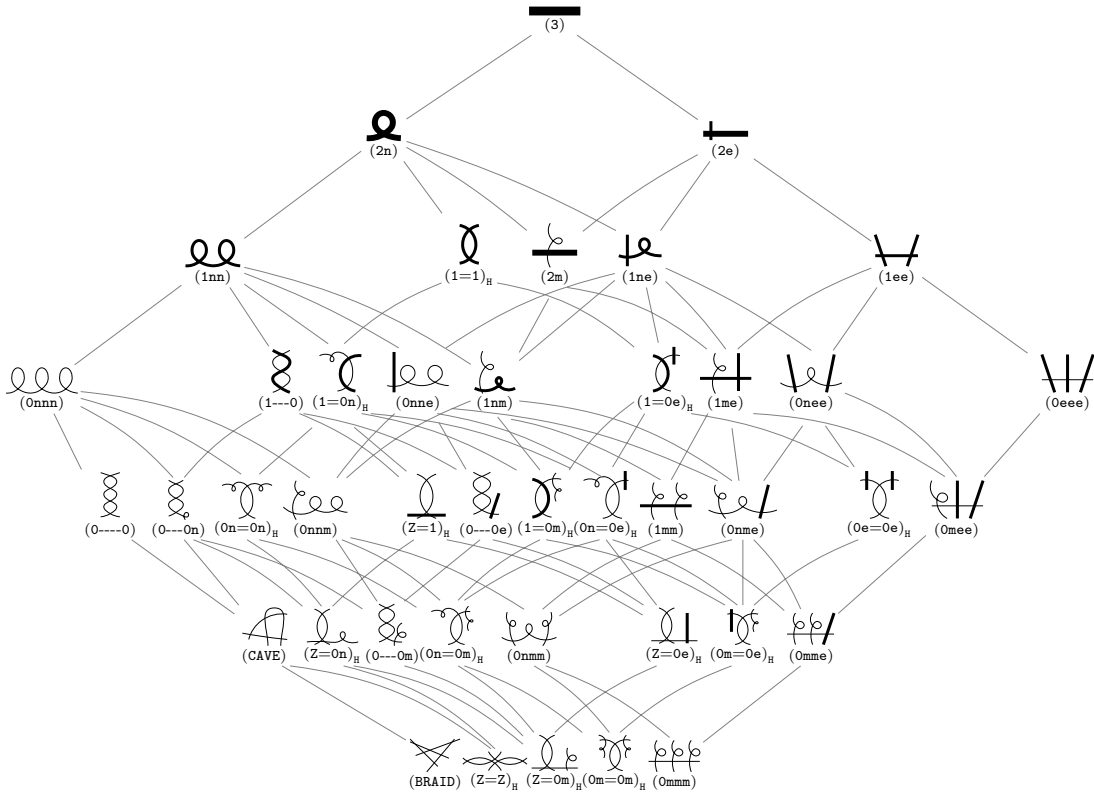 (3)
(2n) (2e)
(1nn) (1=1)H (2m) (1ne) (1ee)
(0nnn) (1---0) (1=0n)H (0nne) (1nm) (1=0e)H (1me) (0nee) (0eee)
(0----0) (0---0n) (0n=0n)H (0nnm) (Z=1)H (0---0e) (1=0m)H (0n=0e)H (1mm) (0nme) (0e=0e)H (0mee)
(CAVE) (Z=0n)H (0---0m) (0n=0m)H (0nmm) (Z=0e)H (0m=0e)H (0mme)
(BRAID) (Z=Z)H (Z=0m)H (0m=0m)H (0mmm)